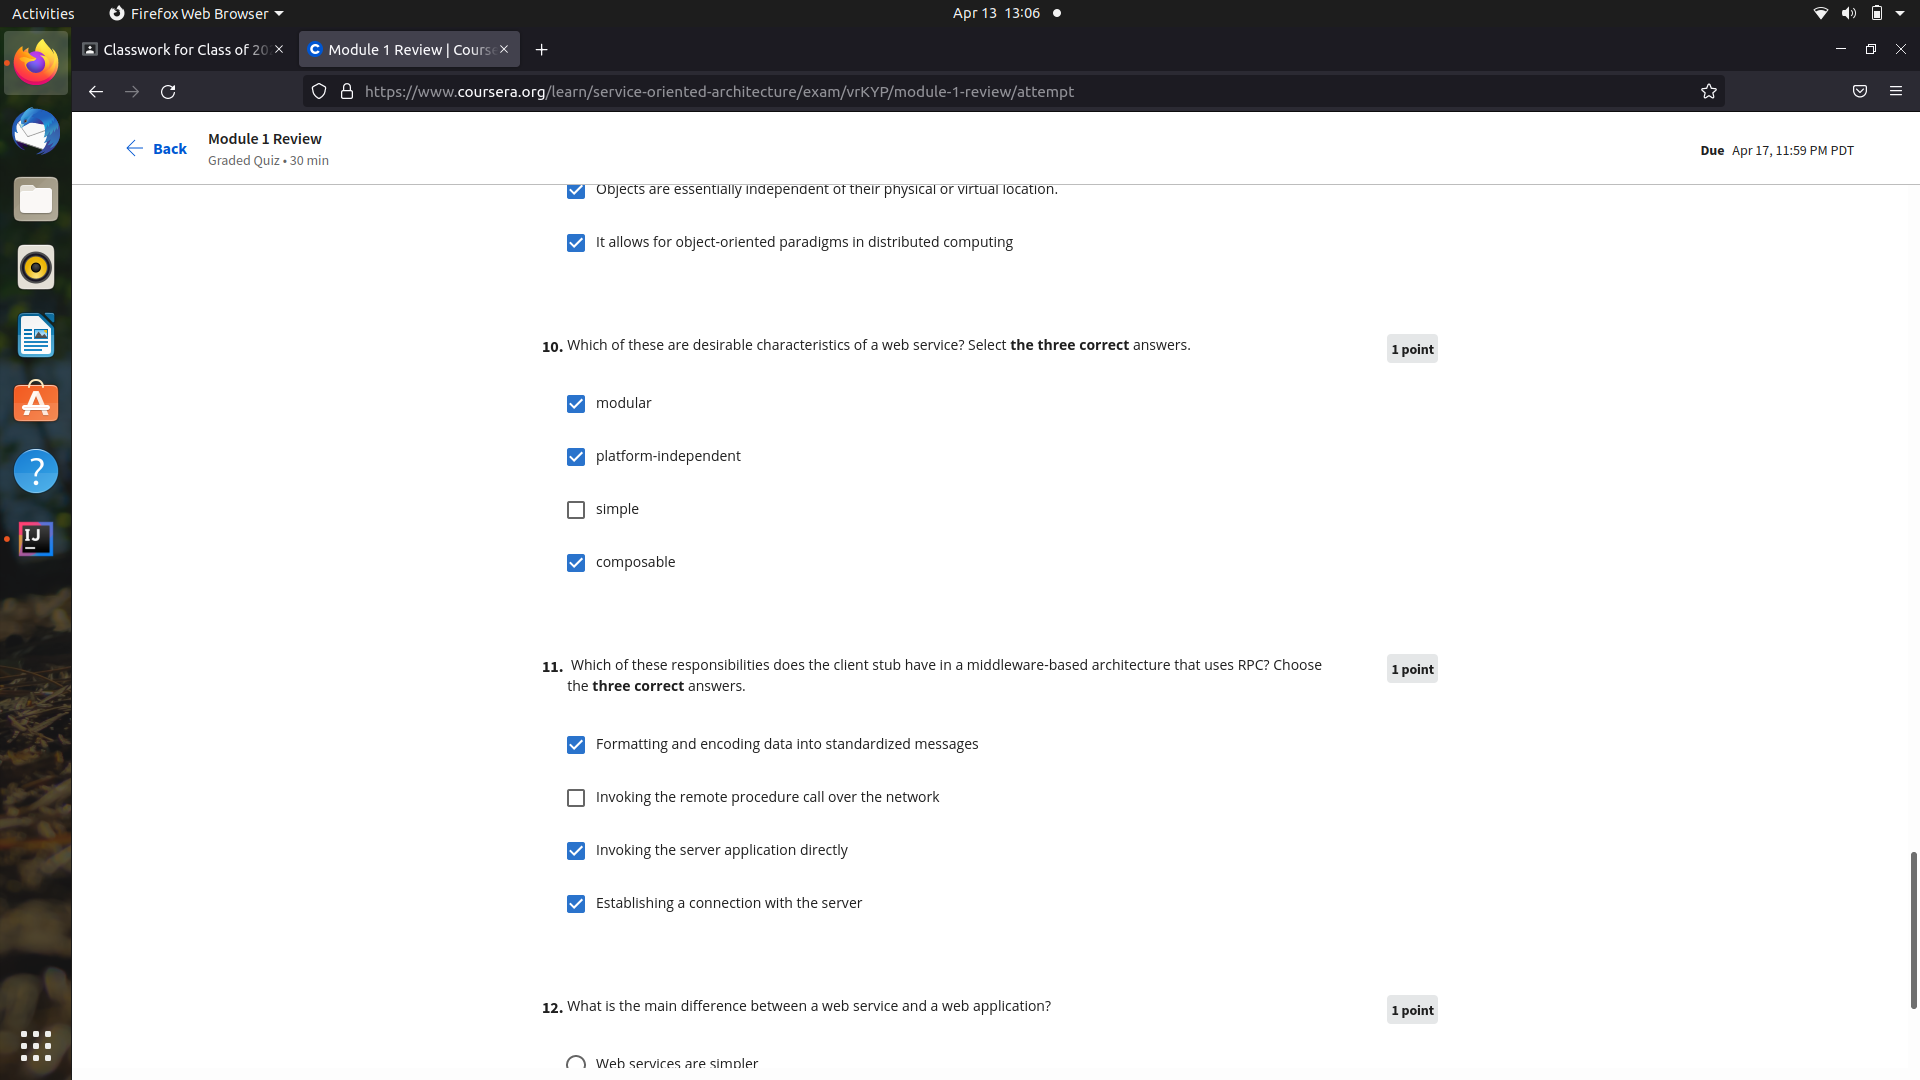 Activities
Firefox Web Browser
Apr 13 13:06
Classwork for Class of 20
Module 1 Review | Cours
https://www.coursera.org/learn/service-oriented-architecture/exam/vrKYP/module-1-review/attempt
Back
Module 1 Review
Graded Quiz • 30 min
Due Apr 17, 11:59 PM PDT
Objects are essentially independent of their physical or virtual location.
It allows for object-oriented paradigms in distributed computing
10. Which of these are desirable characteristics of a web service? Select the three correct answers.
1 point
modular
platform-independent
simple
composable
11. Which of these responsibilities does the client stub have in a middleware-based architecture that uses RPC? Choose
the three correct answers.
1 point
Formatting and encoding data into standardized messages
Invoking the remote procedure call over the network
Invoking the server application directly
Establishing a connection with the server
12. What is the main difference between a web service and a web application?
1 point
Web services are simpler
IJ